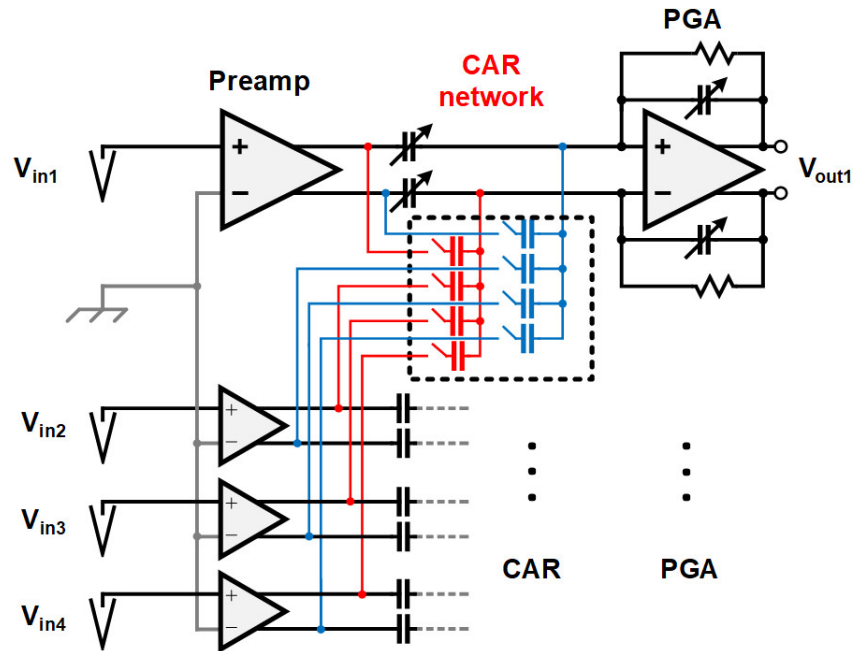 PGA
Preamp
CAR
network
+
−
+
−
V_in1
V_out1
V_in2
+
−
V_in3
+
−
CAR
PGA
V_in4
+
−